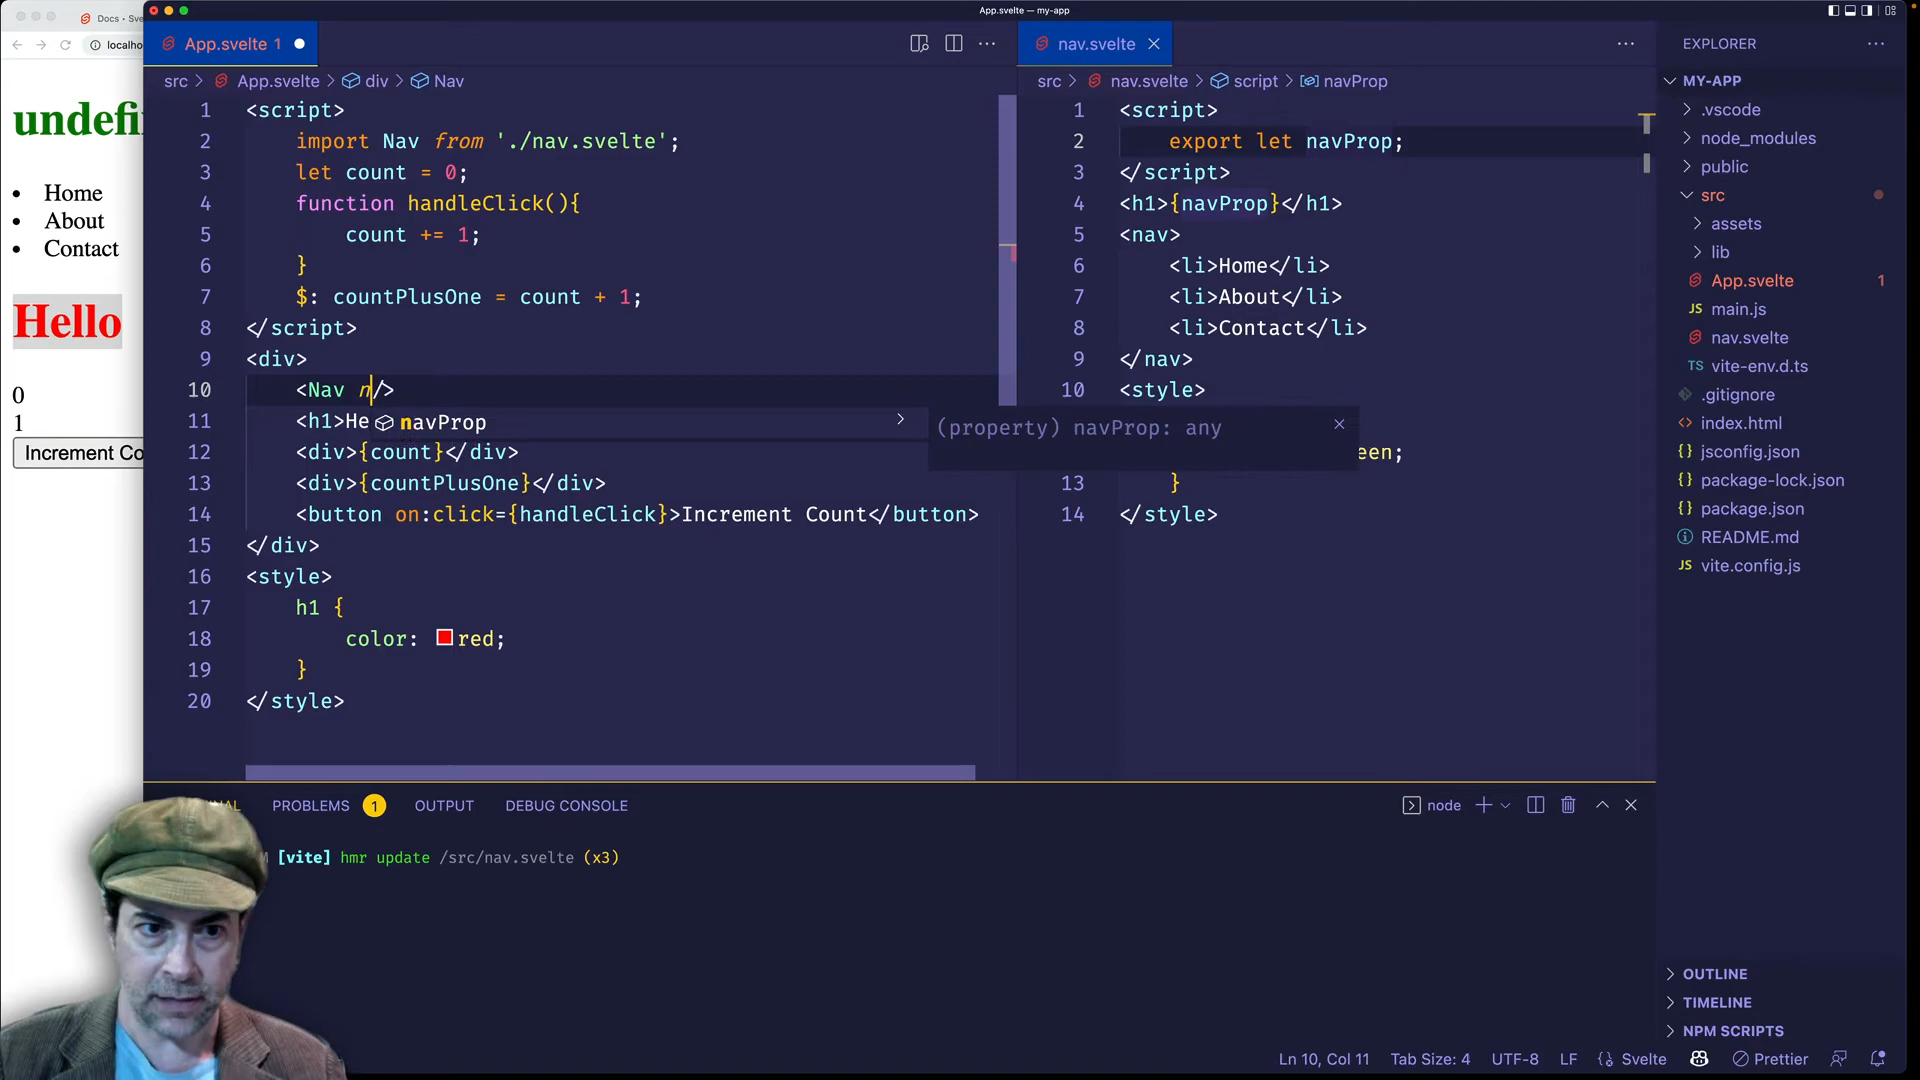 Docs • Sve
App.svelte — my-app
localho
App.svelte 1
nav.svelte
EXPLORER
src > App.svelte > div > Nav
src > nav.svelte > script > navProp
MY-APP
undefi
Home
About
Contact
Hello
0
1
Increment Co
1 <script>
2 import Nav from './nav.svelte';
3 let count = 0;
4 function handleClick(){
5 count += 1;
6 }
7 $: countPlusOne = count + 1;
8 </script>
9 <div>
10 <Nav n/>
11 <h1>He
navProp
12 <div>{count}</div>
13 <div>{countPlusOne}</div>
14 <button on:click={handleClick}>Increment Count</button>
15 </div>
16 <style>
17 h1 {
18 color: red;
19 }
20 </style>
1 <script>
2 export let navProp;
3 </script>
4 <h1>{navProp}</h1>
5 <nav>
6 <li>Home</li>
7 <li>About</li>
8 <li>Contact</li>
9 </nav>
10 <style>
(property) navProp: any
een;
13 }
14 </style>
.vscode
node_modules
public
src
assets
lib
App.svelte 1
JS main.js
nav.svelte
TS vite-env.d.ts
.gitignore
index.html
jsconfig.json
package-lock.json
package.json
README.md
JS vite.config.js
PROBLEMS 1 OUTPUT DEBUG CONSOLE
node
[vite] hmr update /src/nav.svelte (x3)
OUTLINE
TIMELINE
NPM SCRIPTS
Ln 10, Col 11 Tab Size: 4 UTF-8 LF Svelte Prettier